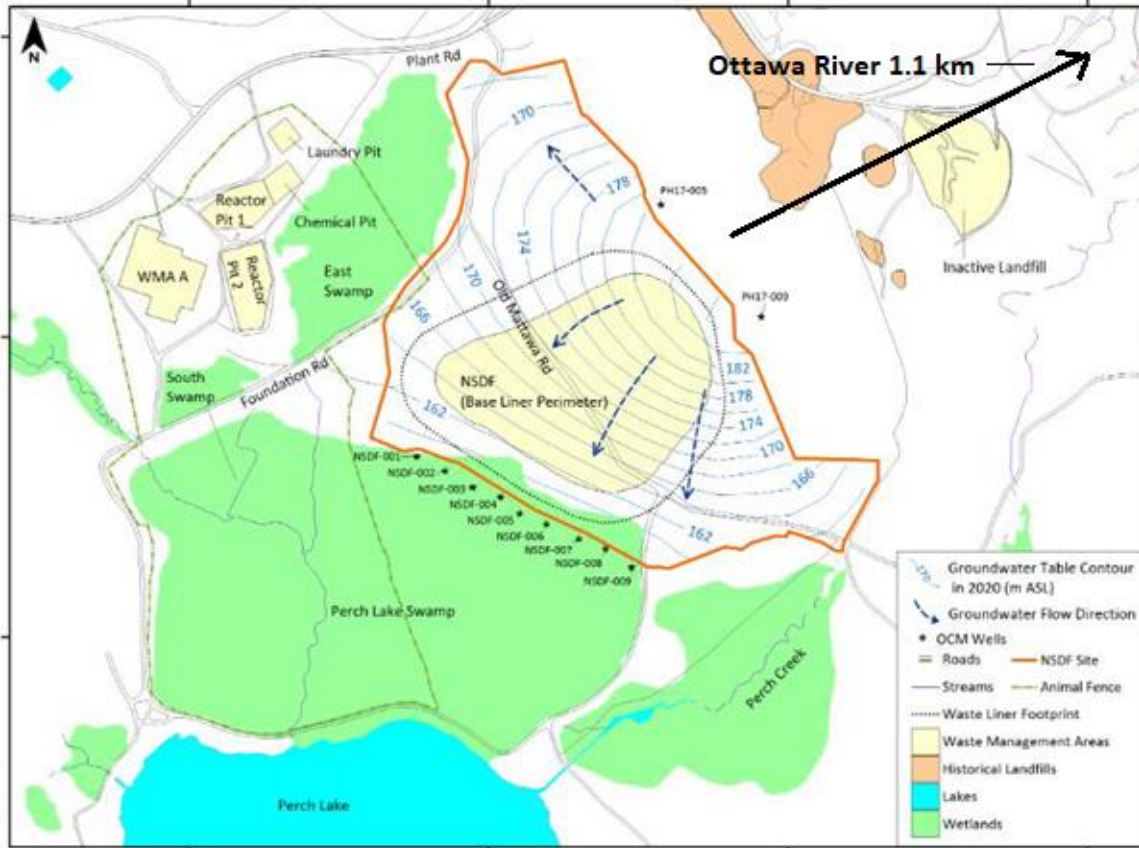 N
Plant Rd
Ottawa River 1.1 km
170
Laundry Pit
178
PH17-005
Reactor
Pit 1
Chemical Pit
174
WMA A
Reactor
Pit 2
East
Swamp
170
Inactive Landfill
PH17-009
166
Old Mattawa Rd
182
South
Swamp
Foundation Rd
NSDF
(Base Liner Perimeter)
178
162
174
170
166
NSDF-001
NSDF-002
NSDF-003
NSDF-004
NSDF-005
NSDF-006
NSDF-007
NSDF-008
NSDF-009
162
Perch Lake Swamp
Perch Creek
Perch Lake
170
Groundwater Table Contour
in 2020 (m ASL)
Groundwater Flow Direction
OCM Wells
Roads
NSDF Site
Streams
Animal Fence
Waste Liner Footprint
Waste Management Areas
Historical Landfills
Lakes
Wetlands